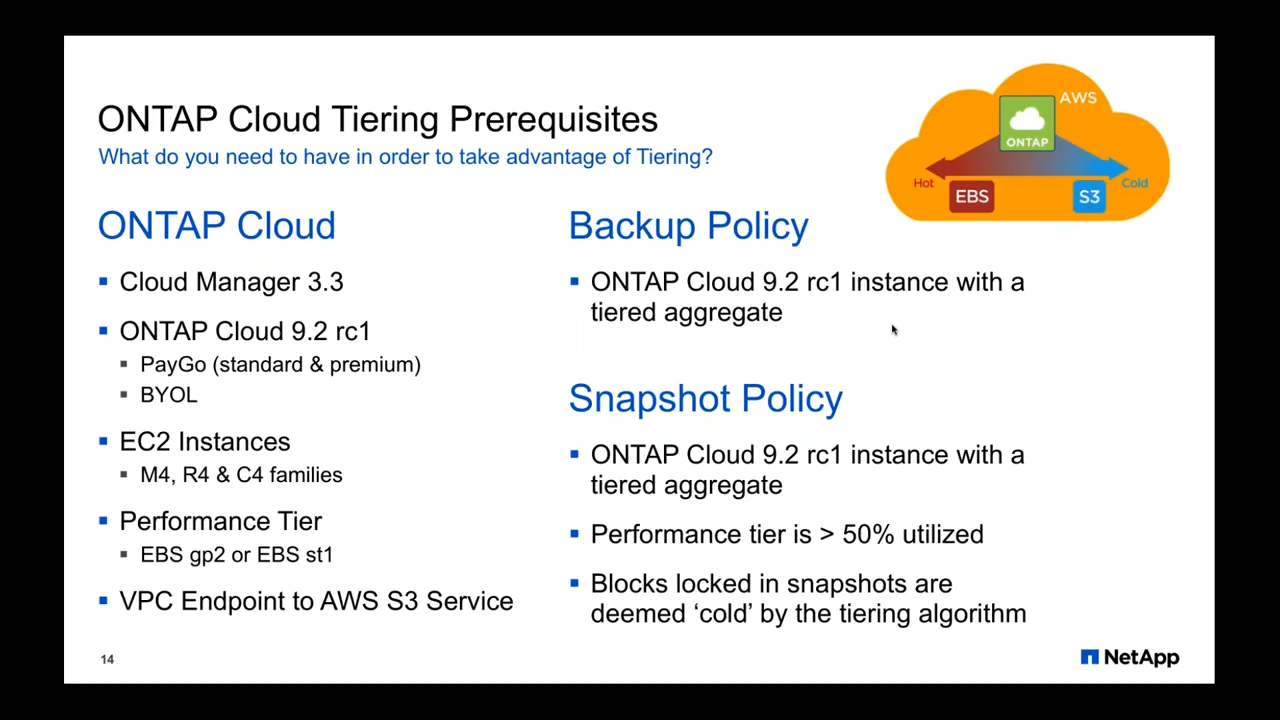 ONTAP Cloud Tiering Prerequisites
What do you need to have in order to take advantage of Tiering?
AWS
ONTAP
Hot
Cold
EBS
S3
ONTAP Cloud
▪ Cloud Manager 3.3
▪ ONTAP Cloud 9.2 rc1
▪ PayGo (standard & premium)
▪ BYOL
▪ EC2 Instances
▪ M4, R4 & C4 families
▪ Performance Tier
▪ EBS gp2 or EBS st1
▪ VPC Endpoint to AWS S3 Service
Backup Policy
▪ ONTAP Cloud 9.2 rc1 instance with a
tiered aggregate
Snapshot Policy
▪ ONTAP Cloud 9.2 rc1 instance with a
tiered aggregate
▪ Performance tier is > 50% utilized
▪ Blocks locked in snapshots are
deemed ‘cold’ by the tiering algorithm
14
NetApp